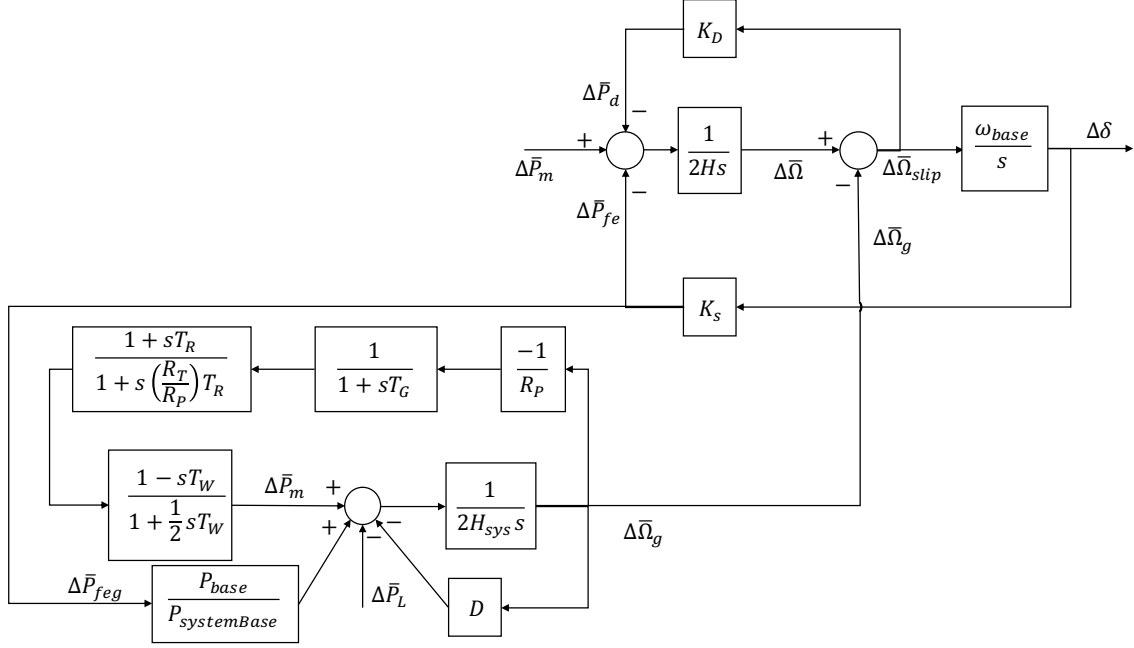 K_D
ΔP̄_d
−
ΔP̄_m
+
1
2Hs
ΔΩ̄
+
−
ΔΩ̄_slip
ω_base
s
Δδ
−
ΔP̄_fe
ΔΩ̄_g
K_s
1 + sT_R
1 + s(R_T/R_P)T_R
1
1 + sT_G
−1
R_P
1 − sT_W
1 + 1/2 sT_W
ΔP̄_m
+
+
−
−
1
2H_sys s
ΔΩ̄_g
ΔP̄_feg
P_base
P_systemBase
ΔP̄_L
D